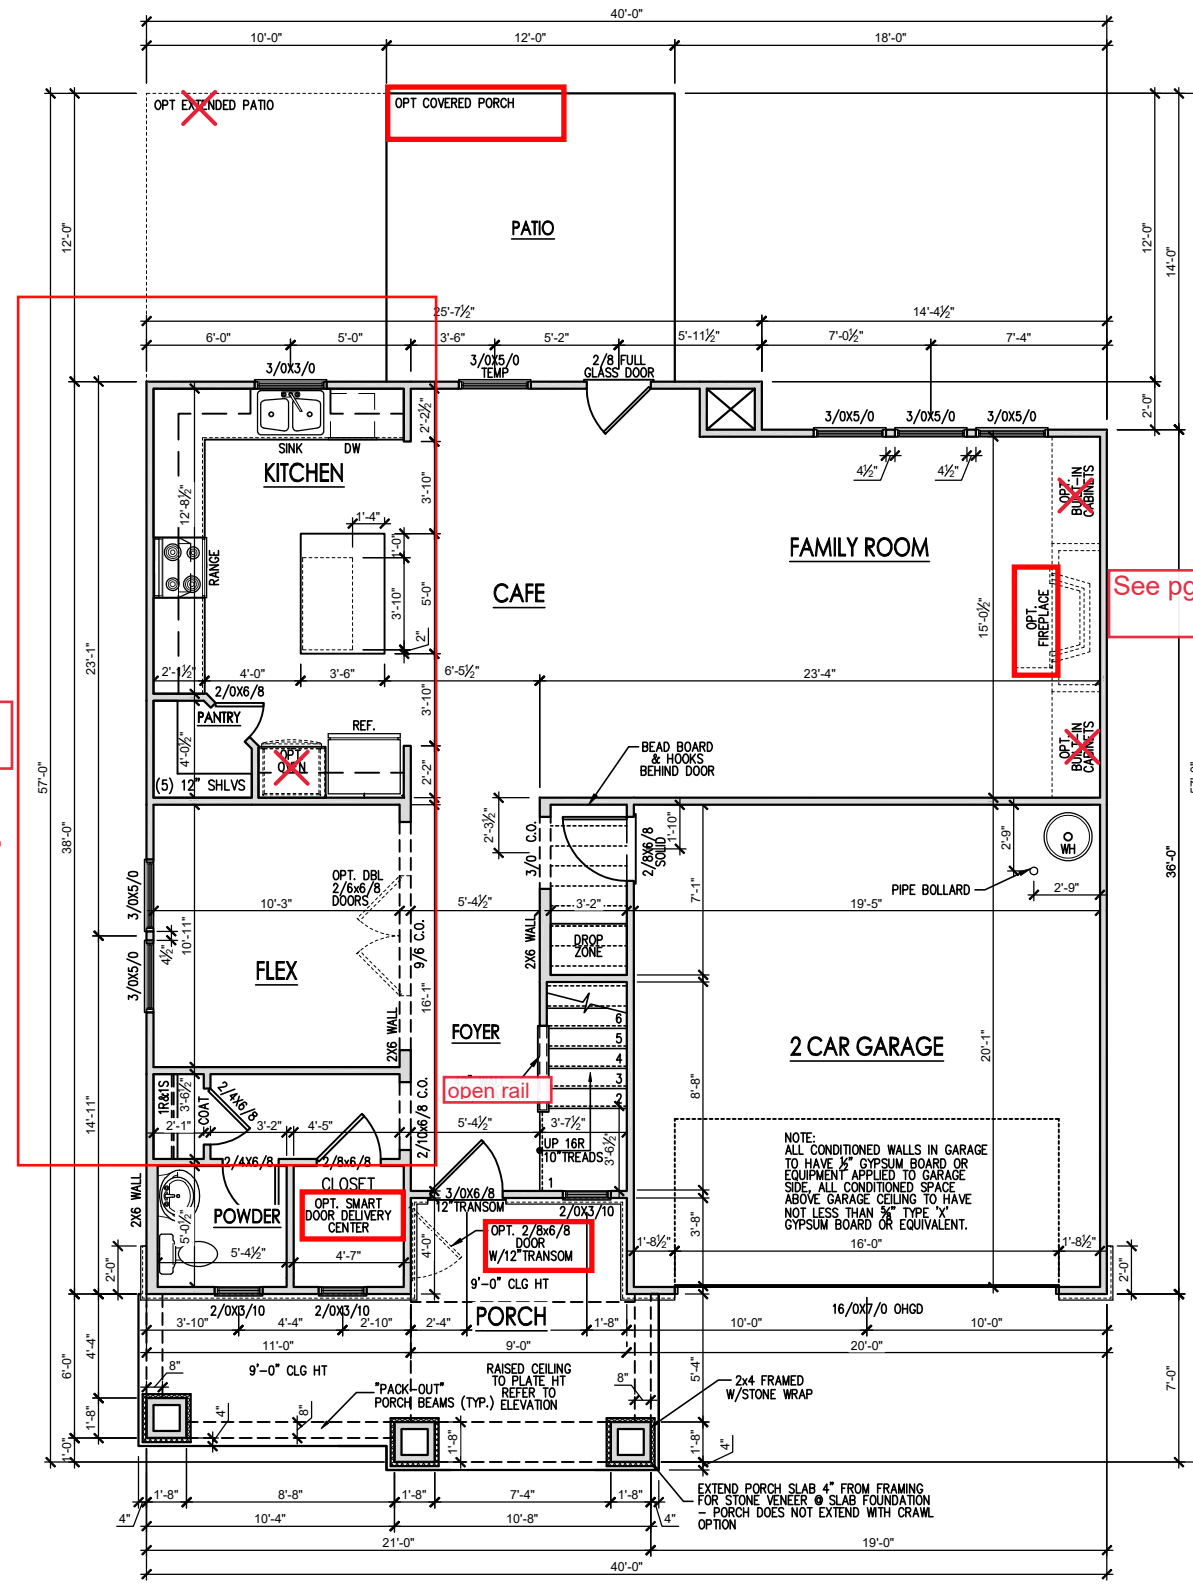 40'-0"
10'-0"
12'-0"
18'-0"
OPT EXTENDED PATIO
OPT COVERED PORCH
12'-0"
PATIO
12'-0"
14'-0"
25'-7½"
14'-4½"
6'-0"
5'-0"
3'-6"
5'-2"
5'-11½"
7'-0½"
7'-4"
3/0X3/0
3/0X5/0
TEMP
2/8 FULL
GLASS DOOR
2'-0"
2'-2½"
3/0X5/0
3/0X5/0
3/0X5/0
SINK
DW
KITCHEN
4½"
4½"
OPT.
BUILT-IN
CABINETS
12'-8½"
3'-10"
1'-4"
1'-0"
RANGE
FAMILY ROOM
CAFE
3'-10"
5'-0"
2"
15'-0½"
OPT.
FIREPLACE
See pg
23'-1"
2'-1½"
4'-0"
3'-6"
6'-5½"
23'-4"
2/0X6/8
3'-10"
PANTRY
REF.
4'-0½"
OPT
OVEN
2'-2"
BEAD BOARD
& HOOKS
BEHIND DOOR
OPT.
BUILT-IN
CABINETS
(5) 12" SHLVS
57'-0"
38'-0"
57'-0"
36'-0"
2'-3½"
3/0 C.O.
2/8X6/8
SOLID
1'-10"
2'-9"
WH
OPT. DBL
2/6x6/8
DOORS
3/0X5/0
PIPE BOLLARD
2'-9"
7'-1"
10'-3"
5'-4½"
3'-2"
19'-5"
4½"
10'-11"
9/6 C.O.
2X6 WALL
DROP
ZONE
FLEX
3/0X5/0
16'-1"
2X6 WALL
FOYER
6
5
4
3
2
2 CAR GARAGE
20'-1"
open rail
8'-8"
14'-11"
1R&1S
3'-6½"
COAT
2/4X6/8
2/10x6/8 C.O.
2'-1"
3'-2"
4'-5"
5'-4½"
3'-7½"
UP 16R
10"TREADS
3'-6½"
NOTE:
ALL CONDITIONED WALLS IN GARAGE
TO HAVE ½" GYPSUM BOARD OR
EQUIPMENT APPLIED TO GARAGE
SIDE, ALL CONDITIONED SPACE
ABOVE GARAGE CEILING TO HAVE
NOT LESS THAN ⅝" TYPE 'X'
GYPSUM BOARD OR EQUIVALENT.
2/4X6/8
2/8x6/8
2X6 WALL
CLOSET
1
3/0X6/8
12"TRANSOM
2/0X3/10
OPT. SMART
DOOR DELIVERY
CENTER
POWDER
5'-0½"
OPT. 2/8x6/8
DOOR
W/12"TRANSOM
4'-0"
3'-8"
1'-8½"
16'-0"
1'-8½"
5'-4½"
4'-7"
2'-0"
2'-0"
9'-0" CLG HT
2/0X3/10
2/0X3/10
PORCH
16/0X7/0 OHGD
3'-10"
4'-4"
2'-10"
2'-4"
1'-8"
10'-0"
10'-0"
11'-0"
9'-0"
20'-0"
6'-0"
4'-4"
8"
9'-0" CLG HT
RAISED CEILING
TO PLATE HT
REFER TO
ELEVATION
"PACK-OUT"
PORCH BEAMS (TYP.)
8"
5'-4"
2x4 FRAMED
W/STONE WRAP
7'-0"
1'-8"
4"
8"
1'-8"
1'-8"
4"
1'-0"
EXTEND PORCH SLAB 4" FROM FRAMING
FOR STONE VENEER @ SLAB FOUNDATION
- PORCH DOES NOT EXTEND WITH CRAWL
OPTION
1'-8"
8'-8"
1'-8"
7'-4"
1'-8"
4"
10'-4"
10'-8"
4"
21'-0"
19'-0"
40'-0"